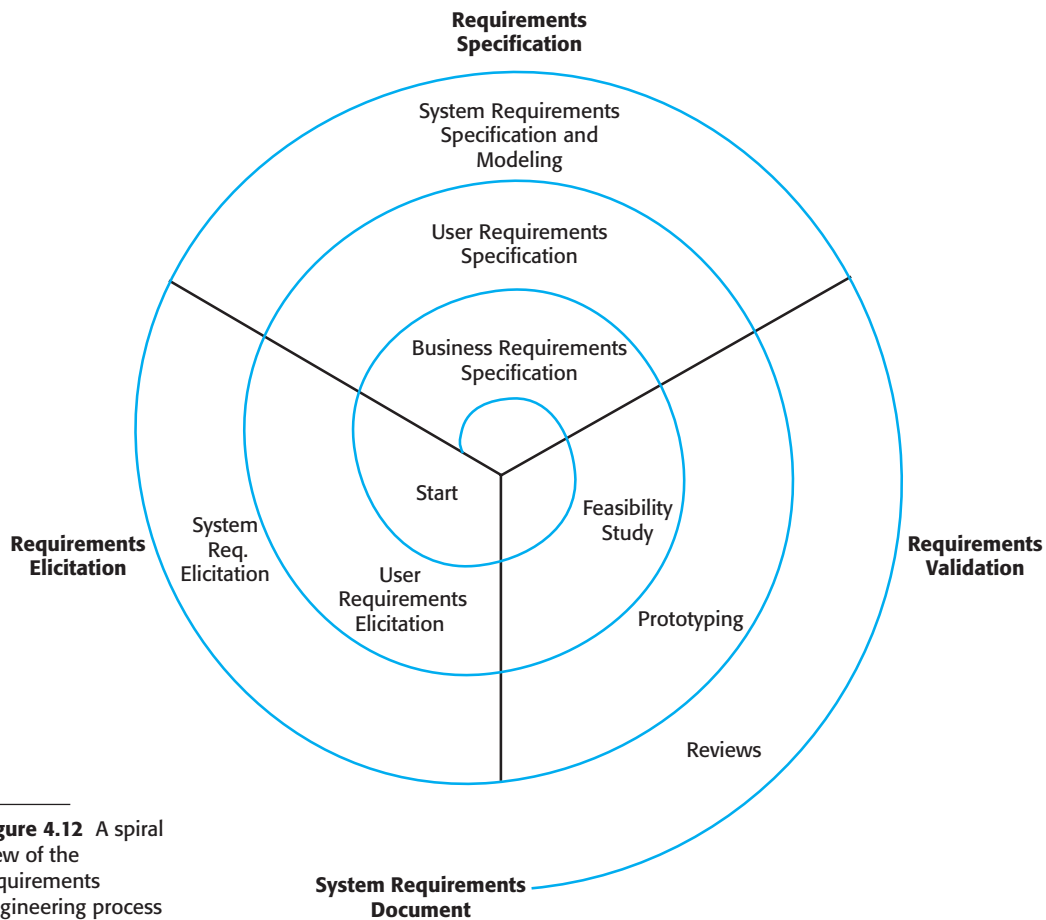 Requirements
Specification
System Requirements
Specification and
Modeling
User Requirements
Specification
Business Requirements
Specification
Start
Feasibility
Study
System
Req.
Elicitation
Requirements
Elicitation
Requirements
Validation
User
Requirements
Elicitation
Prototyping
Reviews
gure 4.12 A spiral
ew of the
quirements
gineering process
System Requirements
Document